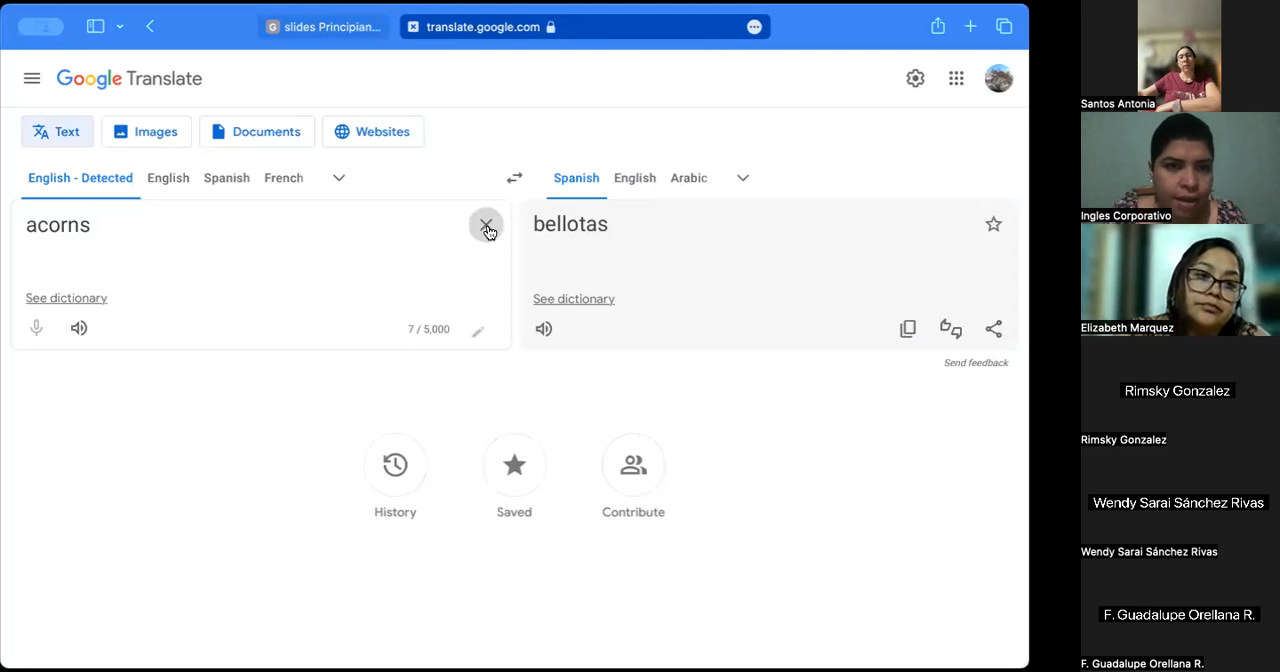 slides Principian...
translate.google.com
Google Translate
Text
Images
Documents
Websites
English - Detected
English
Spanish
French
Spanish
English
Arabic
acorns
bellotas
See dictionary
See dictionary
7 / 5,000
Send feedback
History
Saved
Contribute
Santos Antonia
Ingles Corporativo
Elizabeth Marquez
Rimsky Gonzalez
Rimsky Gonzalez
Wendy Sarai Sánchez Rivas
Wendy Sarai Sánchez Rivas
F. Guadalupe Orellana R.
F. Guadalupe Orellana R.